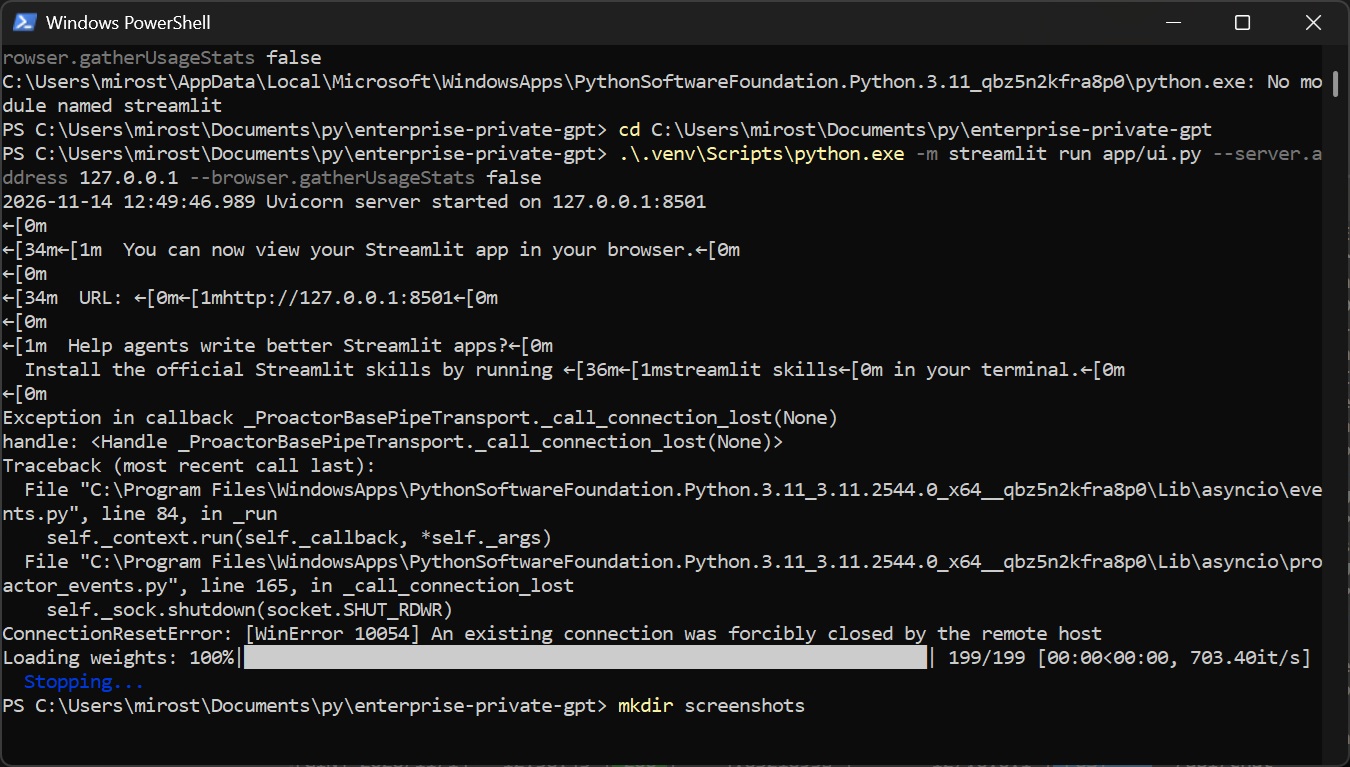 Windows PowerShell
rowser.gatherUsageStats false
C:\Users\mirost\AppData\Local\Microsoft\WindowsApps\PythonSoftwareFoundation.Python.3.11_qbz5n2kfra8p0\python.exe: No mo
dule named streamlit
PS C:\Users\mirost\Documents\py\enterprise-private-gpt> cd C:\Users\mirost\Documents\py\enterprise-private-gpt
PS C:\Users\mirost\Documents\py\enterprise-private-gpt> .\.venv\Scripts\python.exe -m streamlit run app/ui.py --server.a
ddress 127.0.0.1 --browser.gatherUsageStats false
2026-11-14 12:49:46.989 Uvicorn server started on 127.0.0.1:8501
←[0m
←[34m←[1m  You can now view your Streamlit app in your browser.←[0m
←[0m
←[34m  URL: ←[0m←[1mhttp://127.0.0.1:8501←[0m
←[0m
←[1m  Help agents write better Streamlit apps?←[0m
  Install the official Streamlit skills by running ←[36m←[1mstreamlit skills←[0m in your terminal.←[0m
←[0m
Exception in callback _ProactorBasePipeTransport._call_connection_lost(None)
handle: <Handle _ProactorBasePipeTransport._call_connection_lost(None)>
Traceback (most recent call last):
  File "C:\Program Files\WindowsApps\PythonSoftwareFoundation.Python.3.11_3.11.2544.0_x64__qbz5n2kfra8p0\Lib\asyncio\eve
nts.py", line 84, in _run
    self._context.run(self._callback, *self._args)
  File "C:\Program Files\WindowsApps\PythonSoftwareFoundation.Python.3.11_3.11.2544.0_x64__qbz5n2kfra8p0\Lib\asyncio\pro
actor_events.py", line 165, in _call_connection_lost
    self._sock.shutdown(socket.SHUT_RDWR)
ConnectionResetError: [WinError 10054] An existing connection was forcibly closed by the remote host
Loading weights: 100%| | 199/199 [00:00<00:00, 703.40it/s]
  Stopping...
PS C:\Users\mirost\Documents\py\enterprise-private-gpt> mkdir screenshots